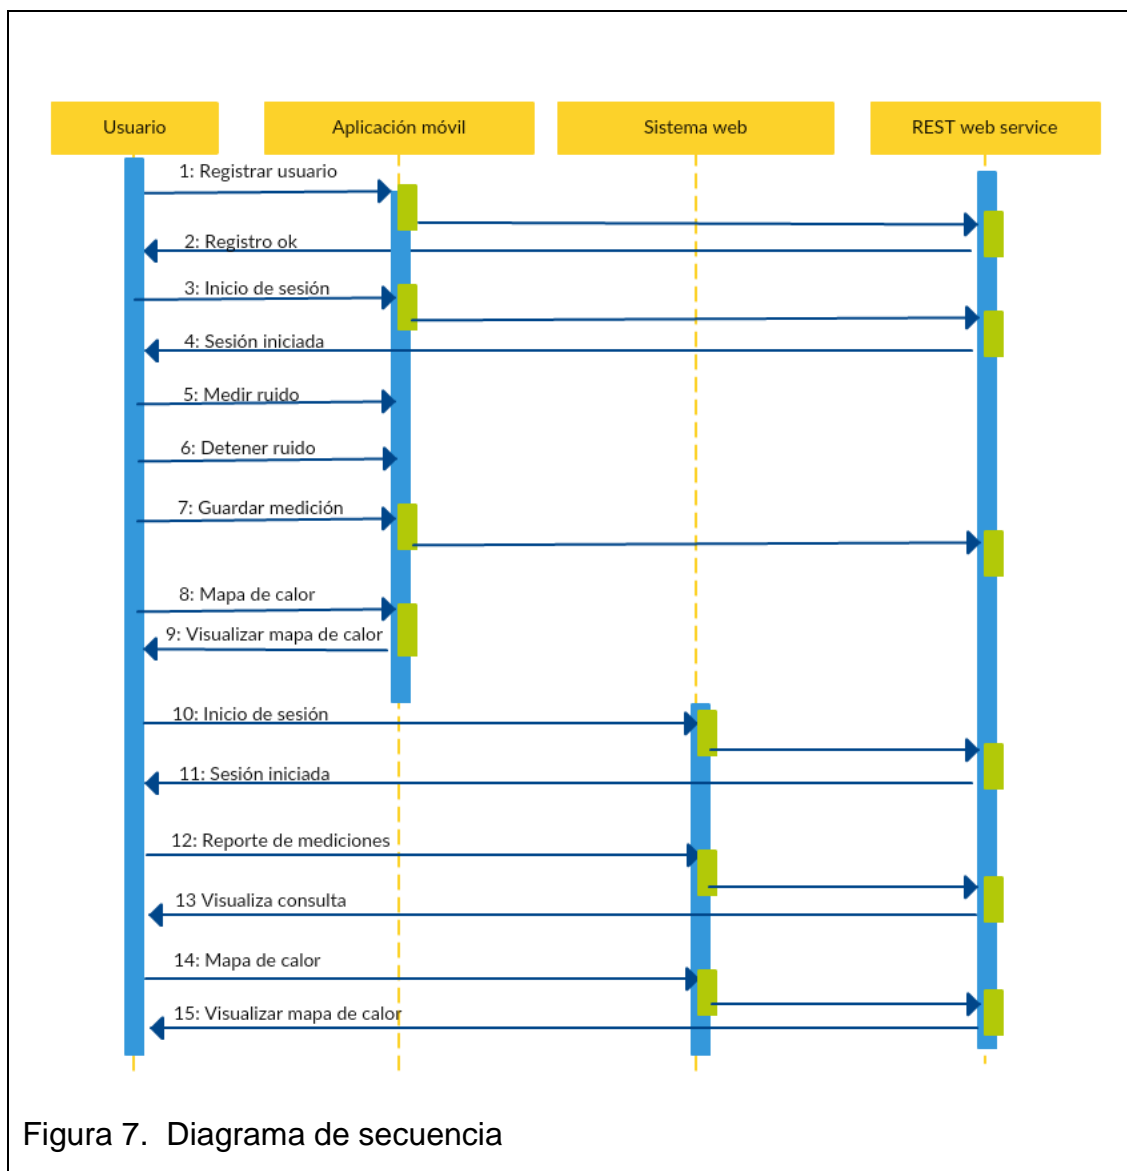 Usuario
Aplicación móvil
Sistema web
REST web service
1: Registrar usuario
2: Registro ok
3: Inicio de sesión
4: Sesión iniciada
5: Medir ruido
6: Detener ruido
7: Guardar medición
8: Mapa de calor
9: Visualizar mapa de calor
10: Inicio de sesión
11: Sesión iniciada
12: Reporte de mediciones
13 Visualiza consulta
14: Mapa de calor
15: Visualizar mapa de calor
Figura 7. Diagrama de secuencia